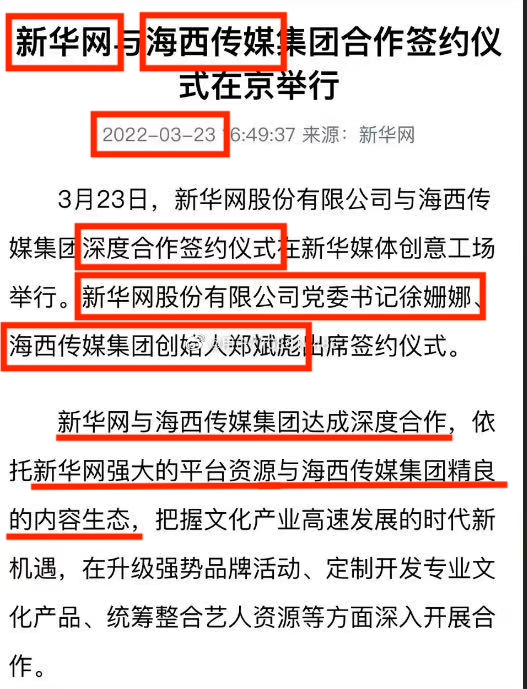 新华网与海西传媒集团合作签约仪
式在京举行
2022-03-23 16:49:37 来源：新华网
3月23日，新华网股份有限公司与海西传
媒集团深度合作签约仪式在新华媒体创意工场
举行。新华网股份有限公司党委书记徐姗娜、
海西传媒集团创始人郑斌彪出席签约仪式。
新华网与海西传媒集团达成深度合作，依
托新华网强大的平台资源与海西传媒集团精良
的内容生态，把握文化产业高速发展的时代新
机遇，在升级强势品牌活动、定制开发专业文
化产品、统筹整合艺人资源等方面深入开展合
作。